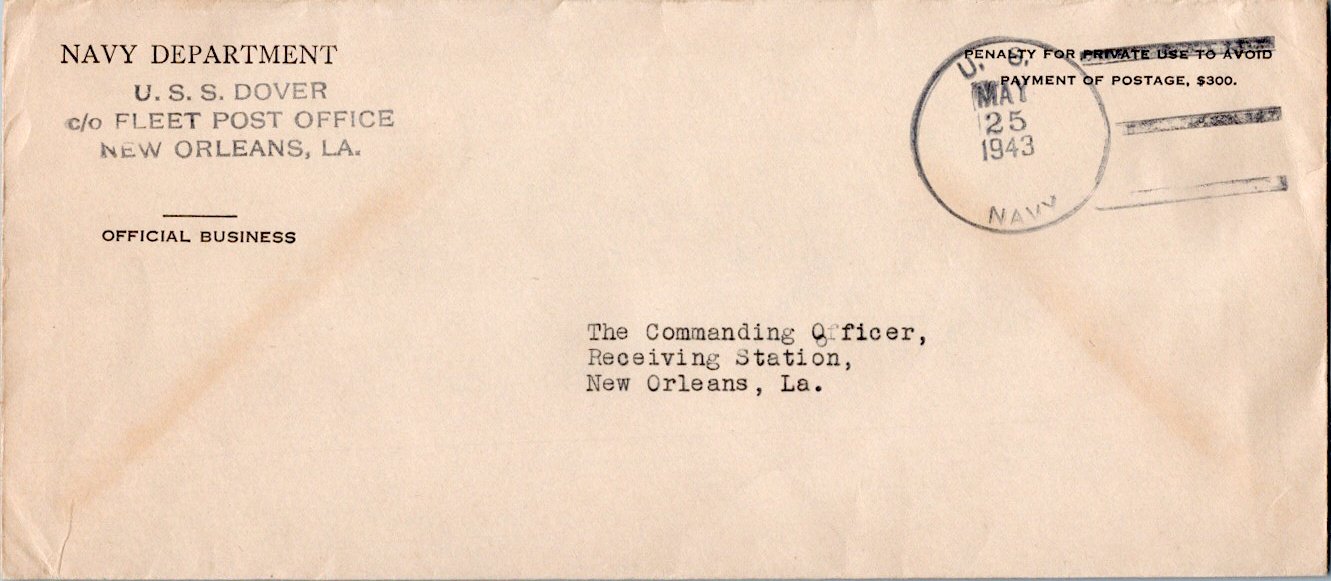 NAVY DEPARTMENT
U. S. S. DOVER
c/o FLEET POST OFFICE
NEW ORLEANS, LA.
OFFICIAL BUSINESS
PENALTY FOR PRIVATE USE TO AVOID
PAYMENT OF POSTAGE, $300.
U. S.
MAY
25
1943
NAVY
The Commanding Officer,
Receiving Station,
New Orleans, La.